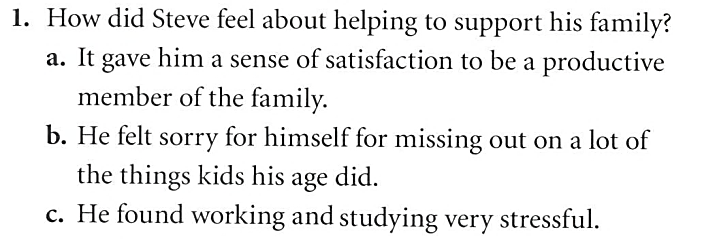 1. How did Steve feel about helping to support his family?
a. It gave him a sense of satisfaction to be a productive
member of the family.
b. He felt sorry for himself for missing out on a lot of
the things kids his age did.
c. He found working and studying very stressful.